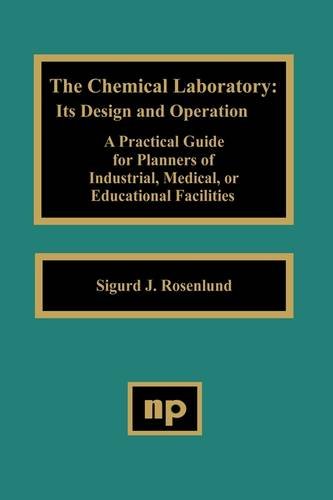 The Chemical Laboratory:
Its Design and Operation
A Practical Guide
for Planners of
Industrial, Medical, or
Educational Facilities
Sigurd J. Rosenlund
np